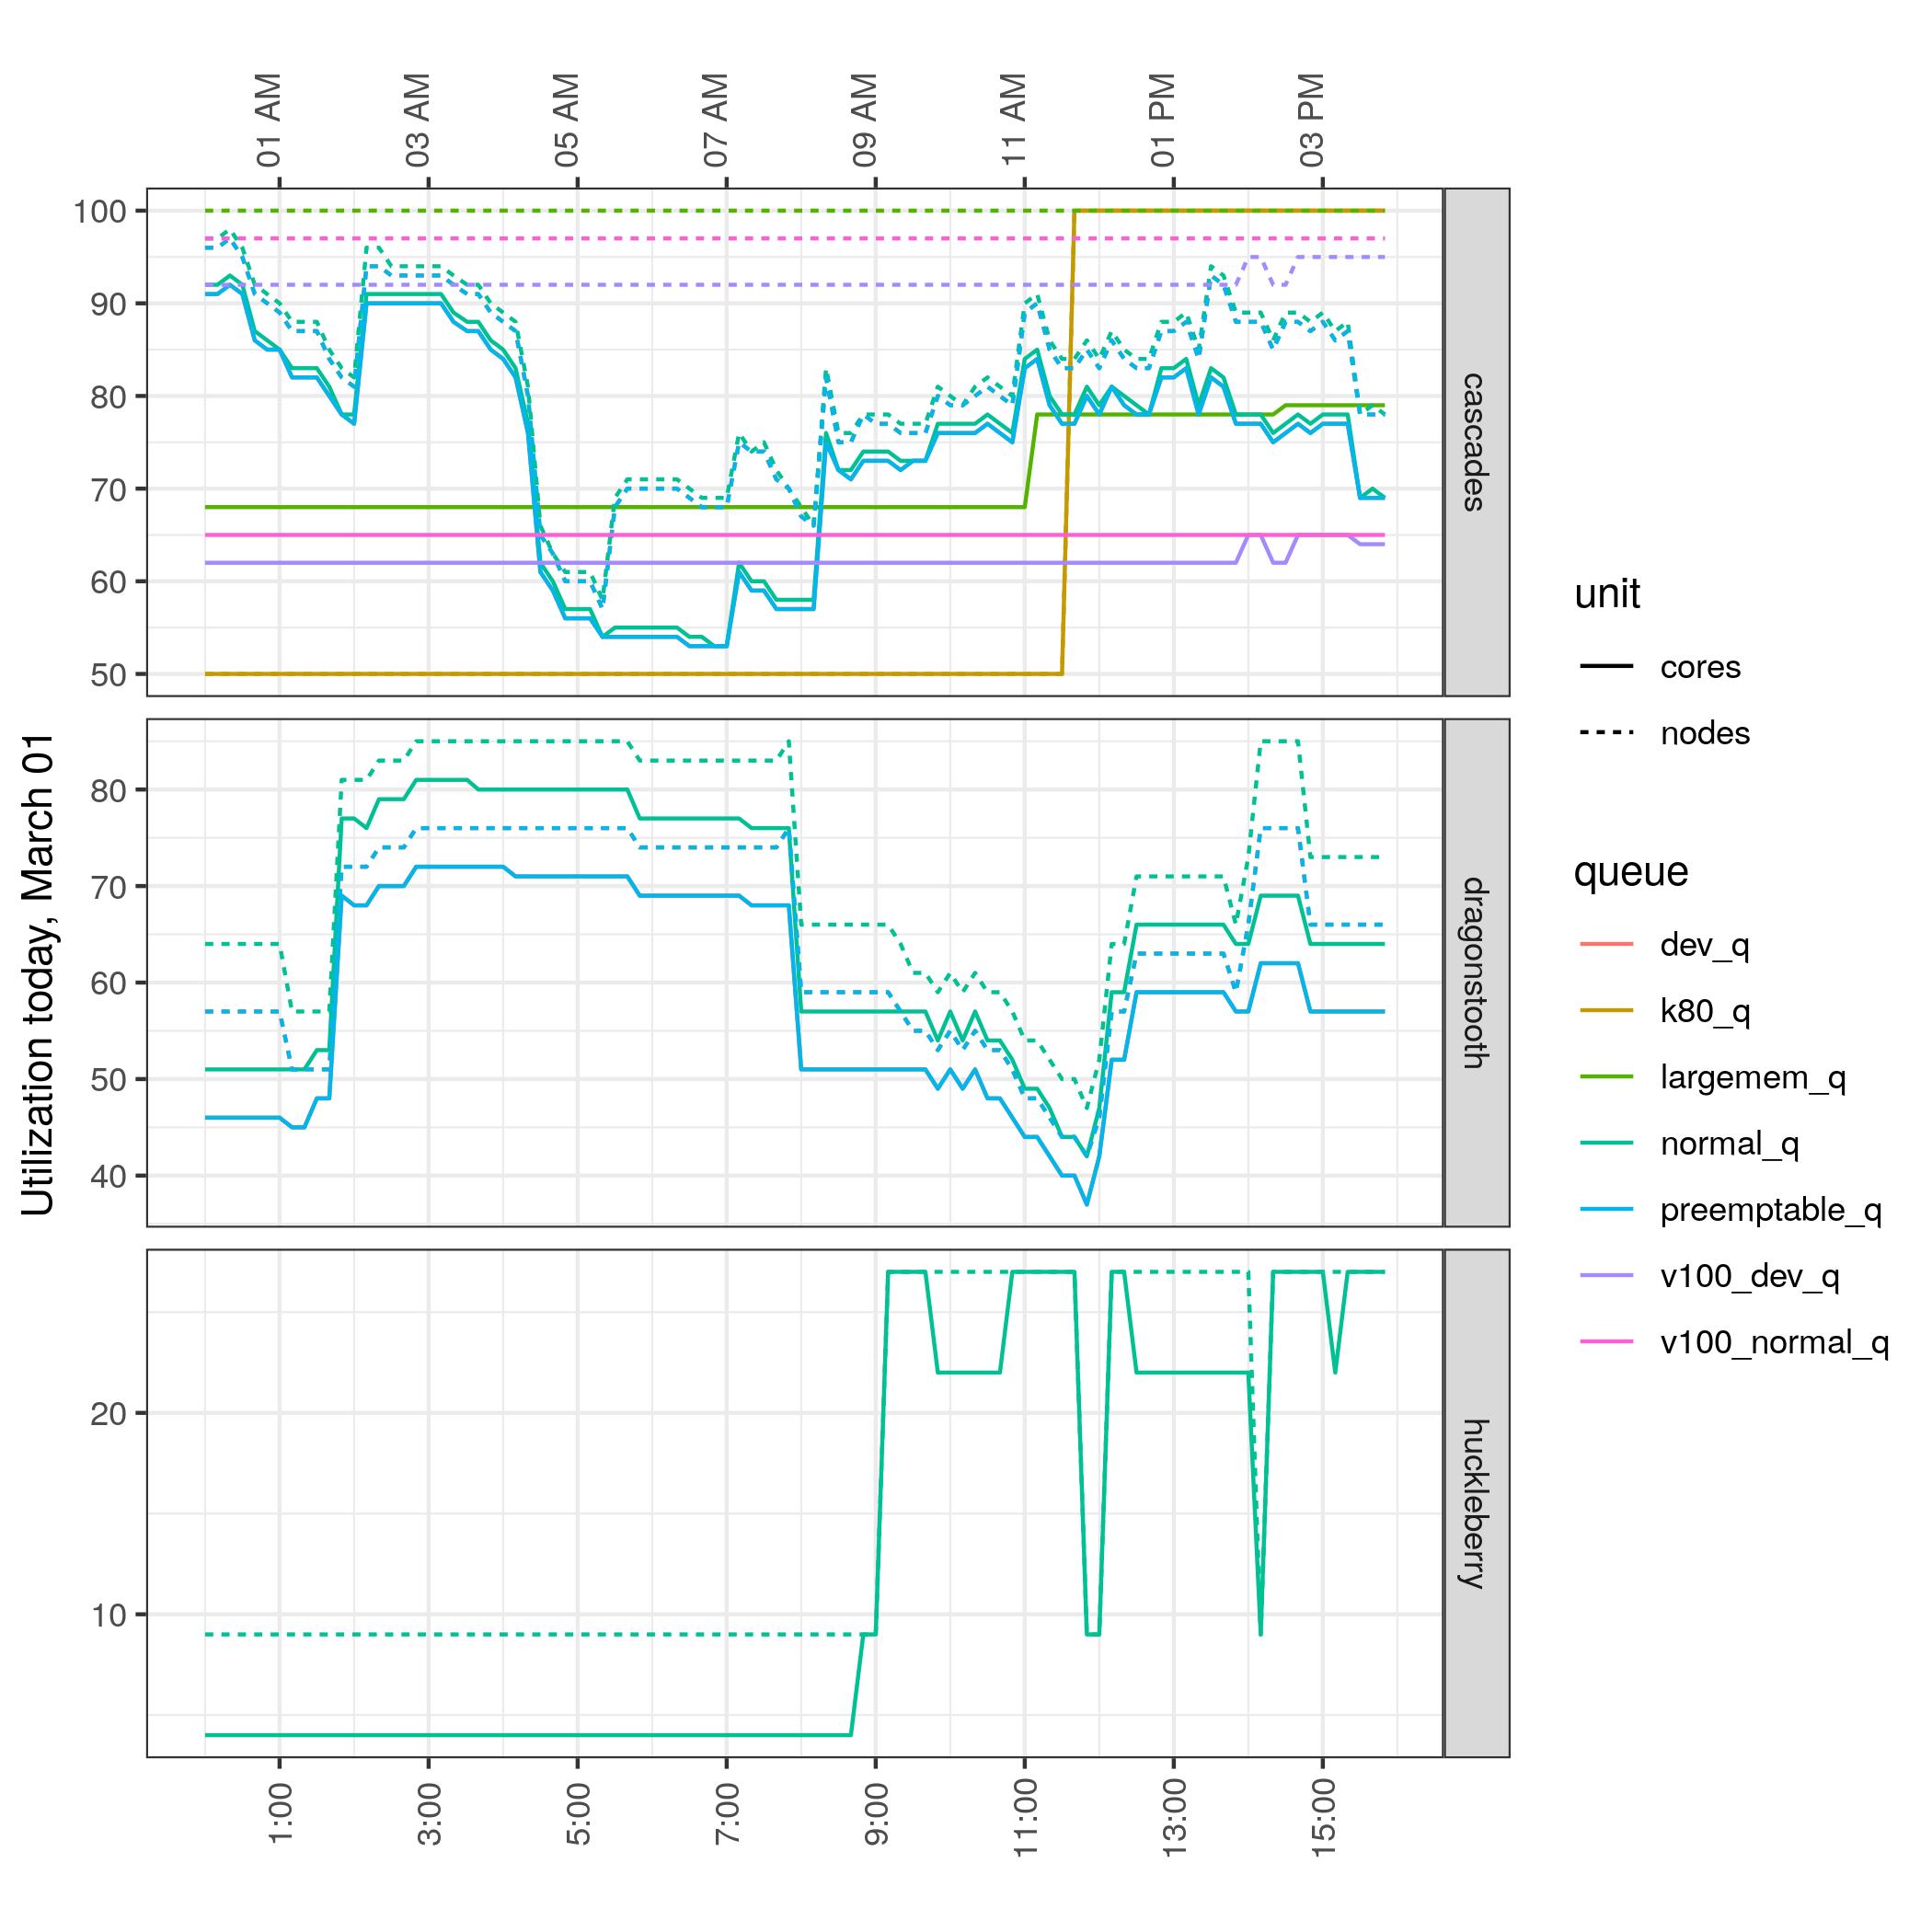 01 AM
03 AM
05 AM
07 AM
09 AM
11 AM
01 PM
03 PM
Utilization today, March 01
100
90
80
70
60
50
cascades
80
70
60
50
40
dragonstooth
20
10
huckleberry
1:00
3:00
5:00
7:00
9:00
11:00
13:00
15:00
unit
cores
nodes
queue
dev_q
k80_q
largemem_q
normal_q
preemptable_q
v100_dev_q
v100_normal_q